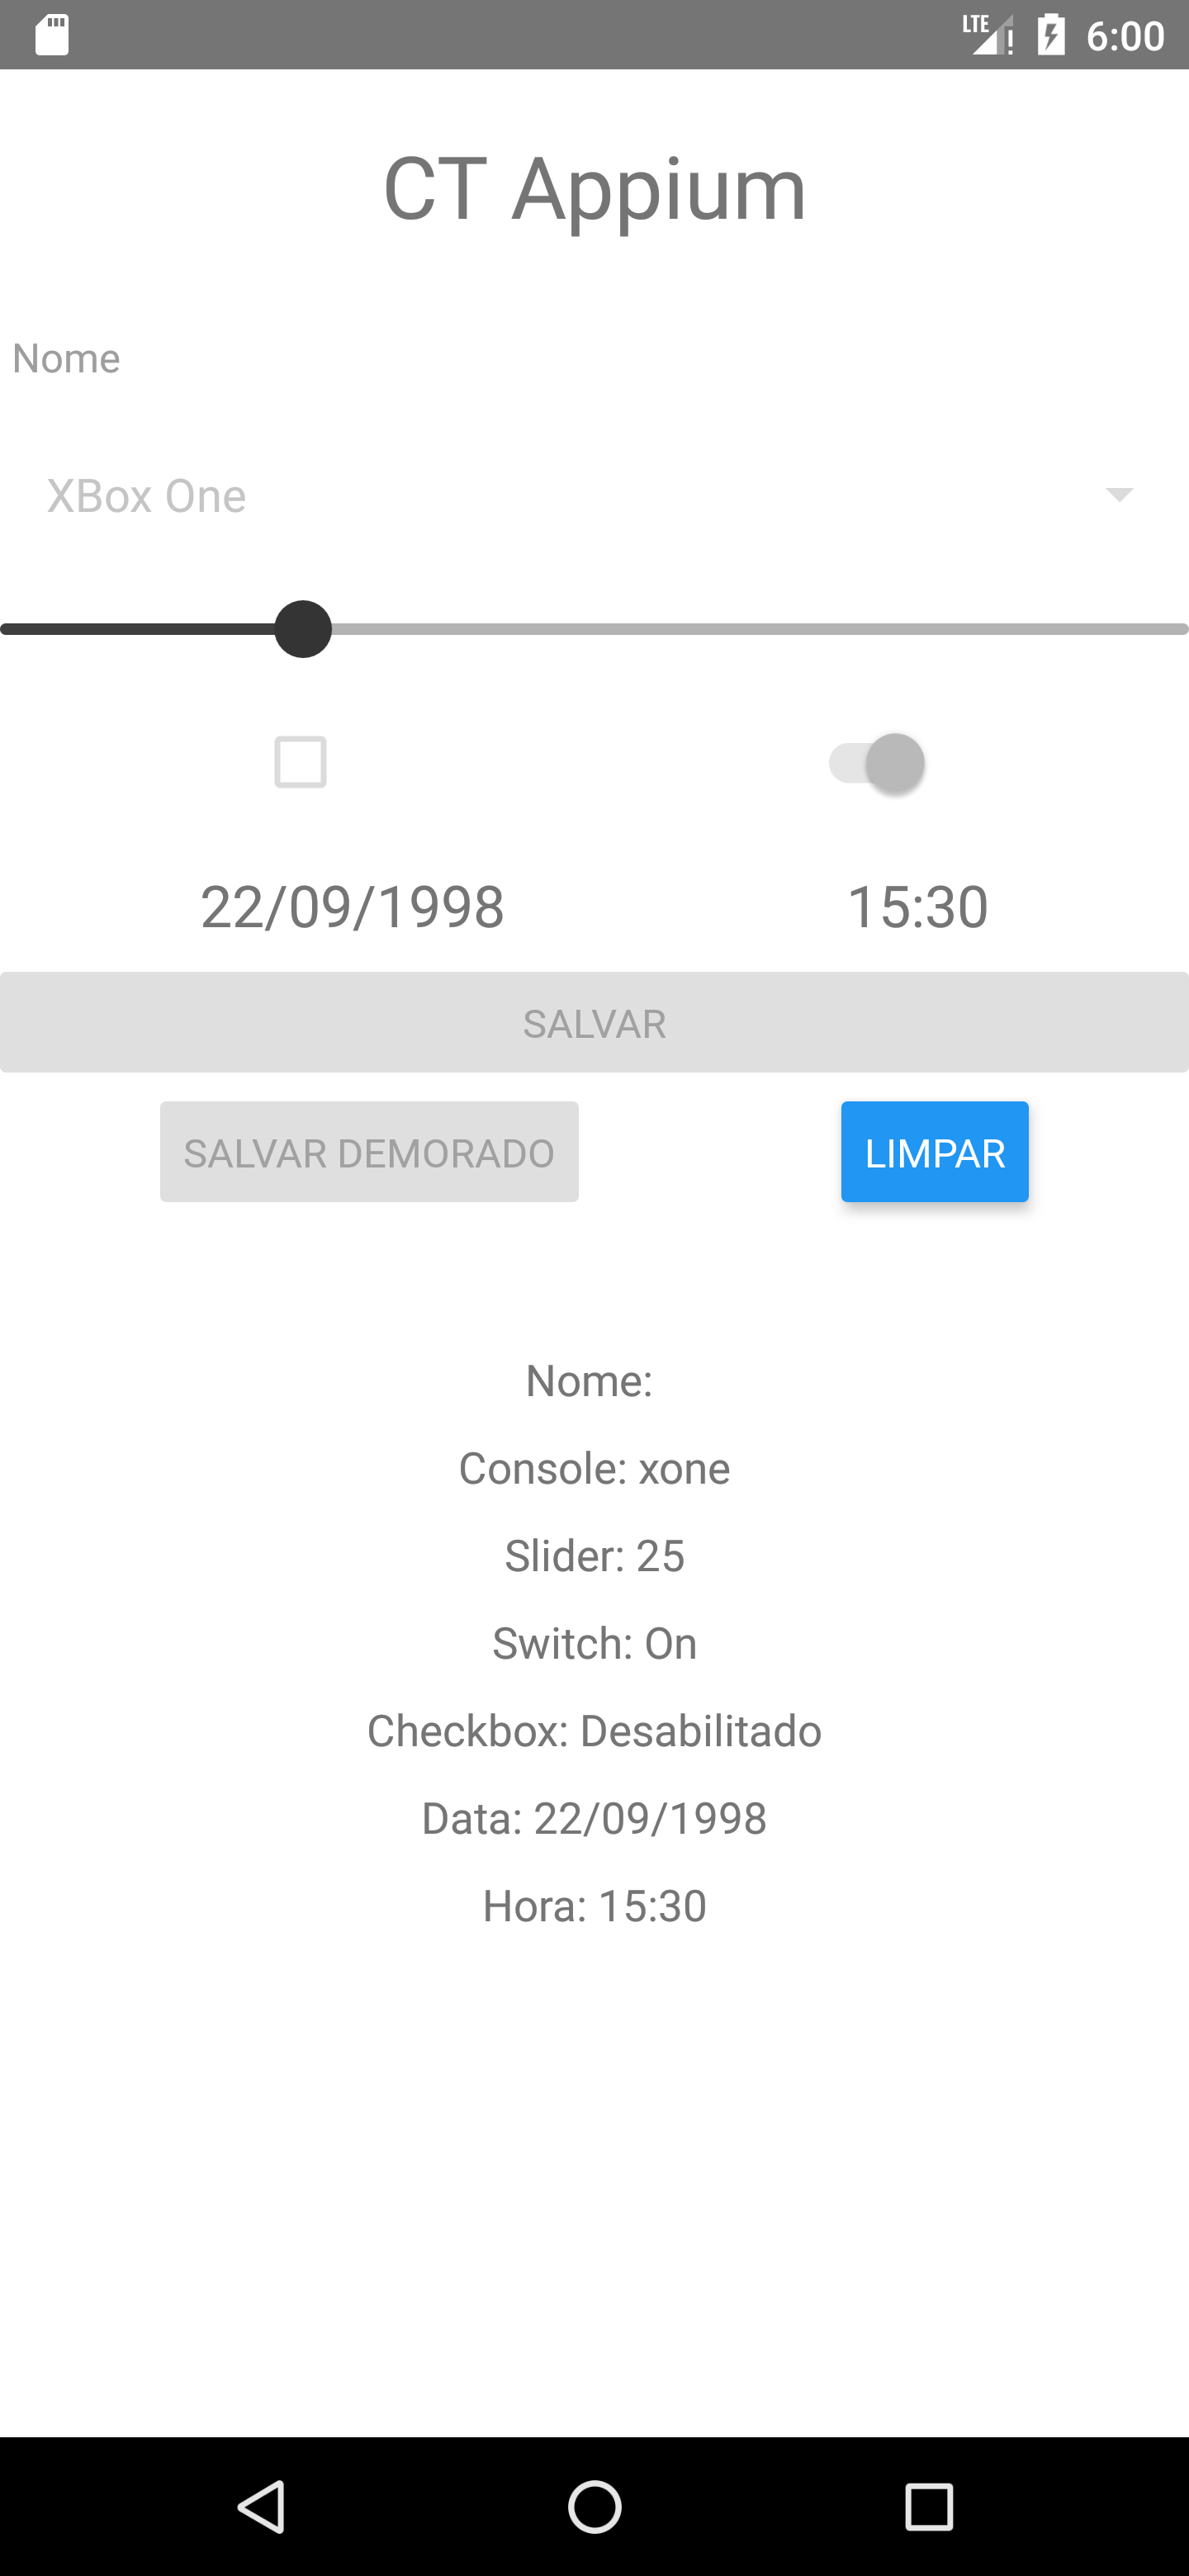 LTE 6:00
CT Appium
Nome
XBox One
22/09/1998 15:30
SALVAR
SALVAR DEMORADO LIMPAR
Nome:
Console: xone
Slider: 25
Switch: On
Checkbox: Desabilitado
Data: 22/09/1998
Hora: 15:30